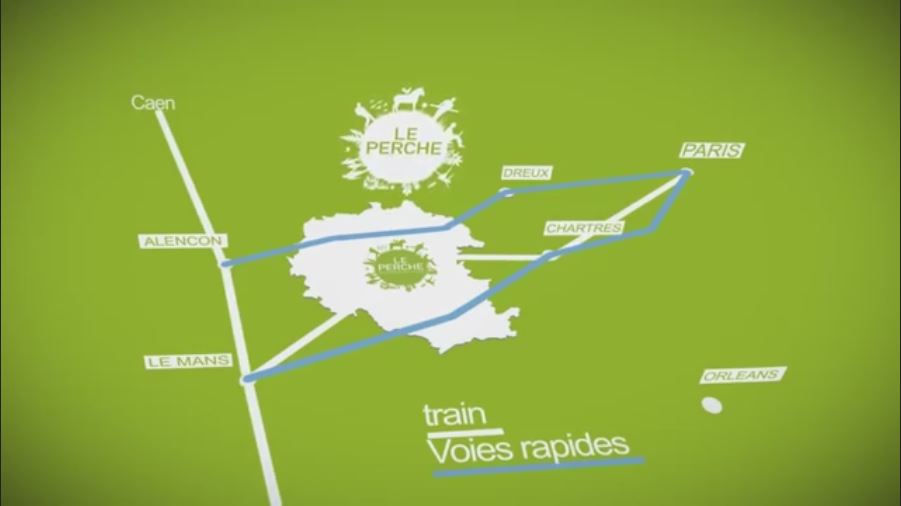 Caen
LE
PERCHE
PARIS
DREUX
ALENCON
CHARTRES
LE
PERCHE
LE MANS
ORLEANS
train
Voies rapides